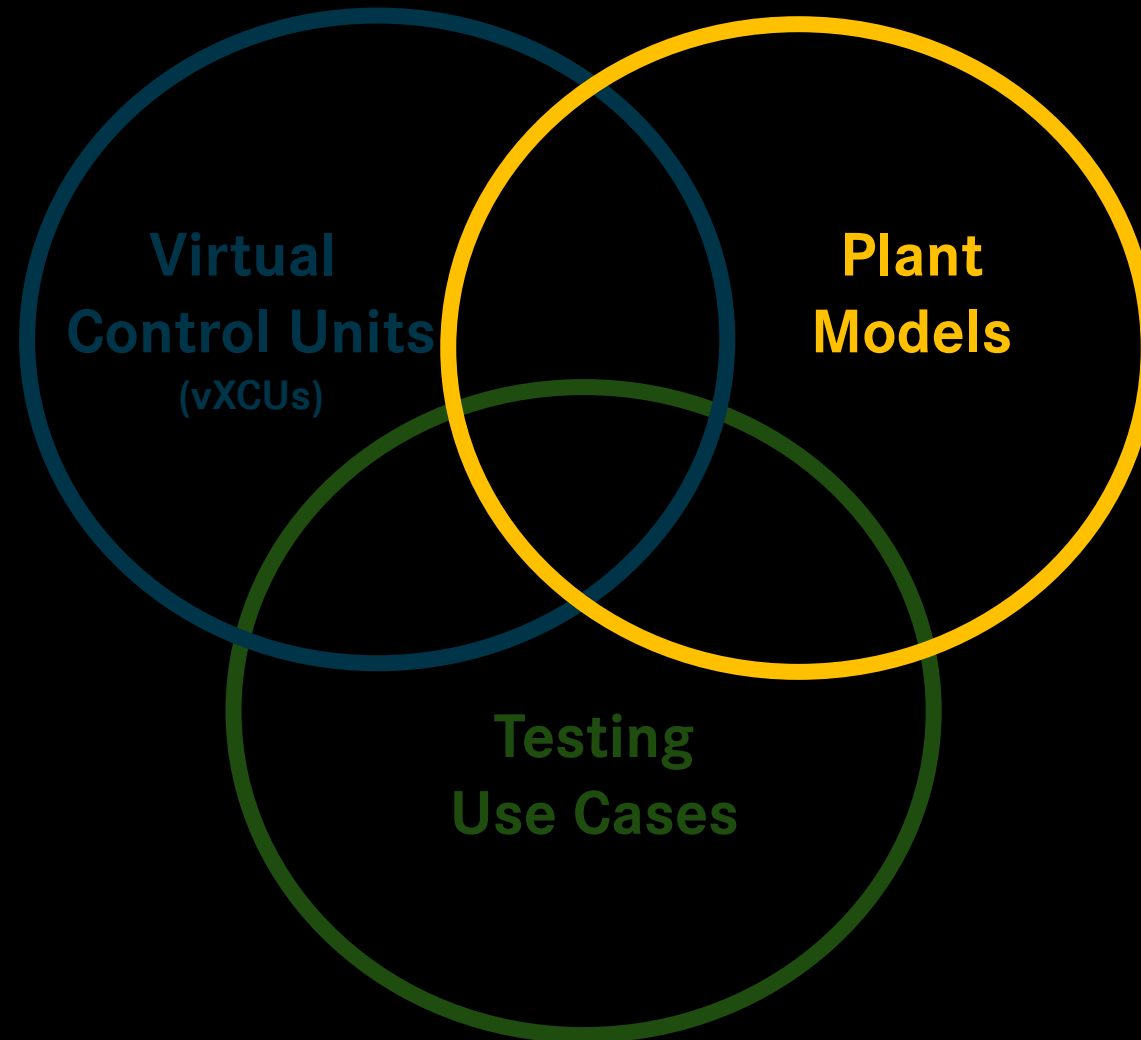 Virtual
Control Units
(vXCUs)
Plant
Models
Testing
Use Cases